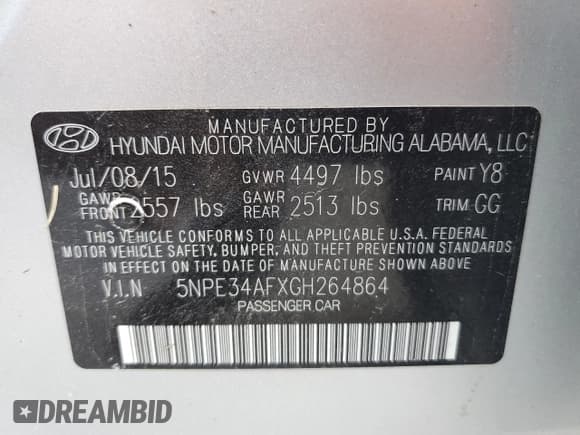 MANUFACTURED BY
HYUNDAI MOTOR MANUFACTURING ALABAMA, LLC
Jul/08/15 GVWR 4497 lbs PAINT Y8
GAWR FRONT 2557 lbs GAWR REAR 2513 lbs TRIM GG
THIS VEHICLE CONFORMS TO ALL APPLICABLE U.S.A. FEDERAL
MOTOR VEHICLE SAFETY, BUMPER, AND THEFT PREVENTION STANDARDS
IN EFFECT ON THE DATE OF MANUFACTURE SHOWN ABOVE.
V.I.N 5NPE34AFXGH264864
PASSENGER CAR
DREAMBID